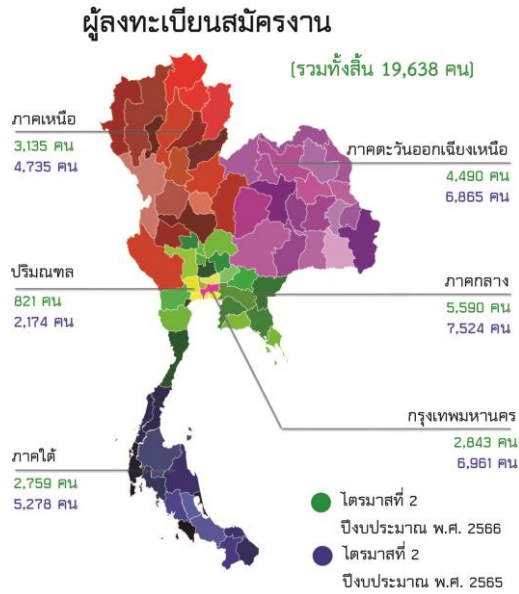 ผู้ลงทะเบียนสมัครงาน
(รวมทั้งสิ้น 19,638 คน)
ภาคเหนือ
3,135 คน
4,735 คน
ภาคตะวันออกเฉียงเหนือ
4,490 คน
6,865 คน
ปริมณฑล
821 คน
2,174 คน
ภาคกลาง
5,590 คน
7,524 คน
กรุงเทพมหานคร
2,843 คน
6,961 คน
ภาคใต้
2,759 คน
5,278 คน
ไตรมาสที่ 2
ปีงบประมาณ พ.ศ. 2566
ไตรมาสที่ 2
ปีงบประมาณ พ.ศ. 2565